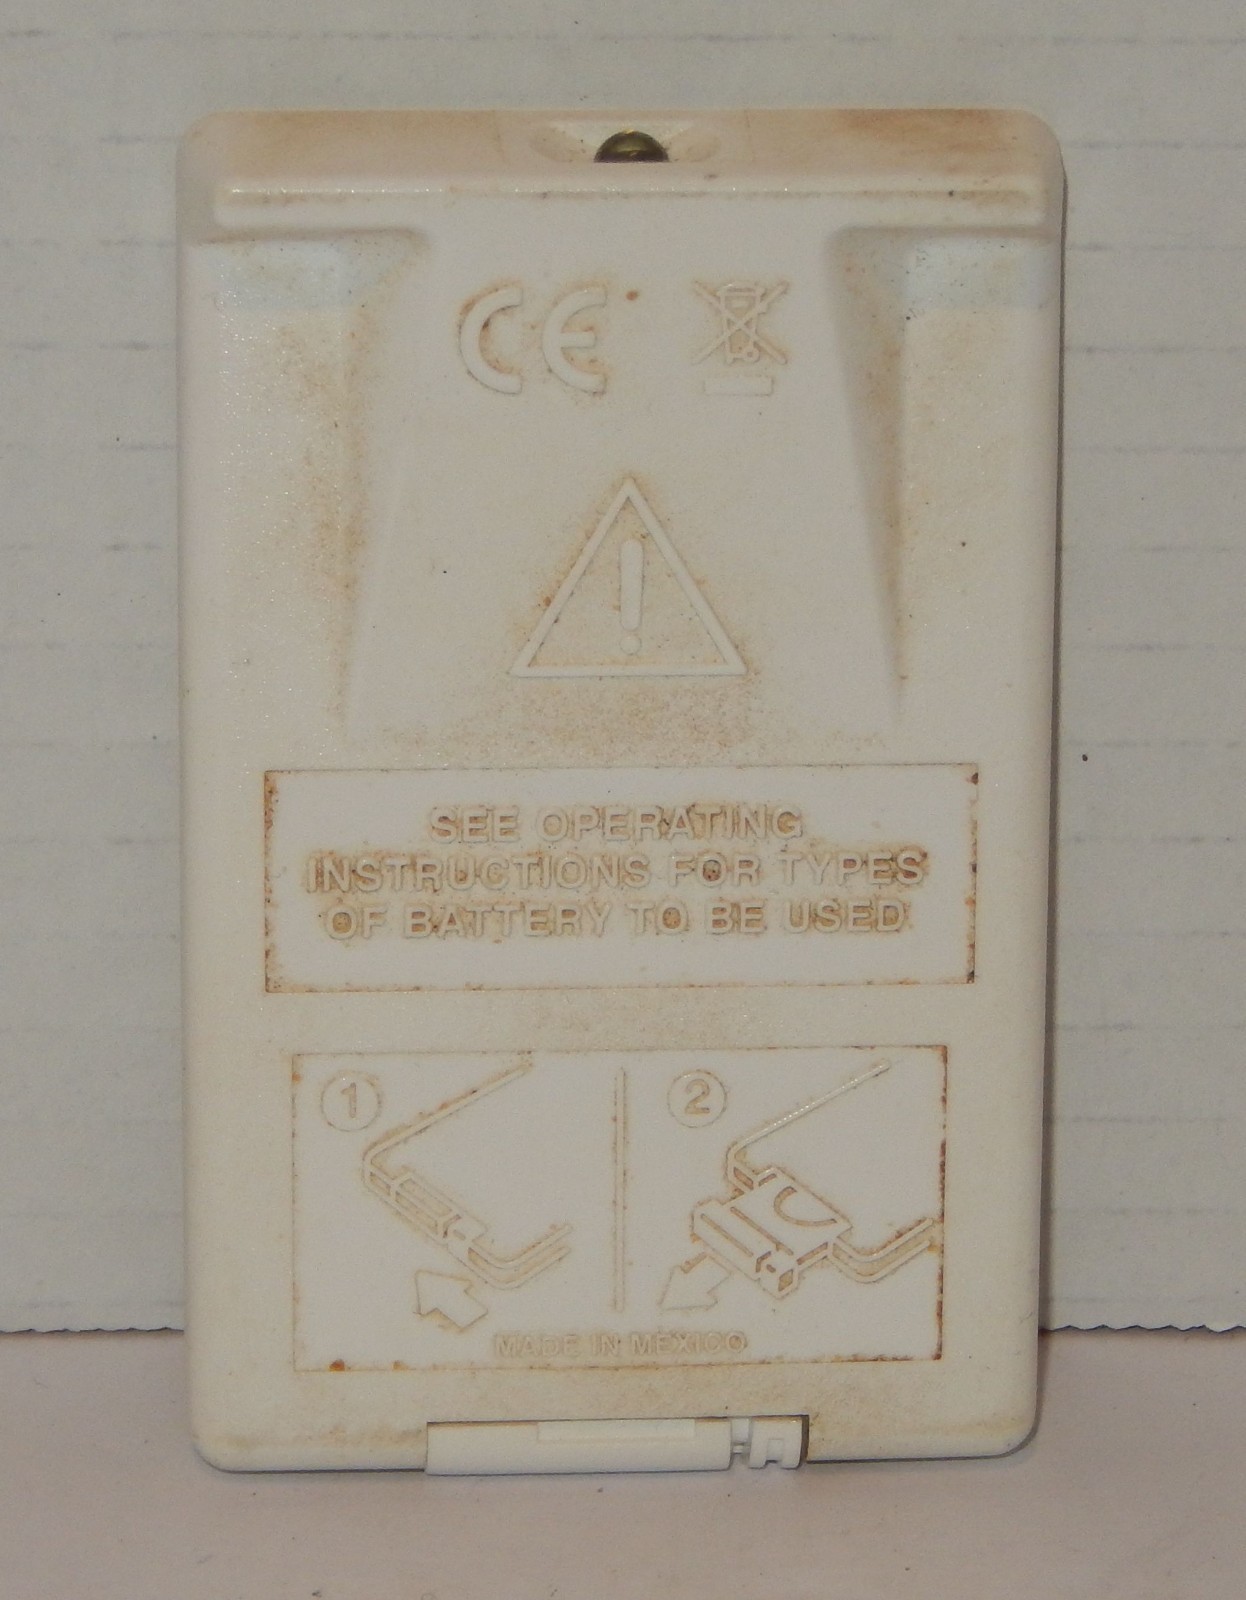 CE
SEE OPERATING
INSTRUCTIONS FOR TYPES
OF BATTERY TO BE USED
1
2
MADE IN MEXICO